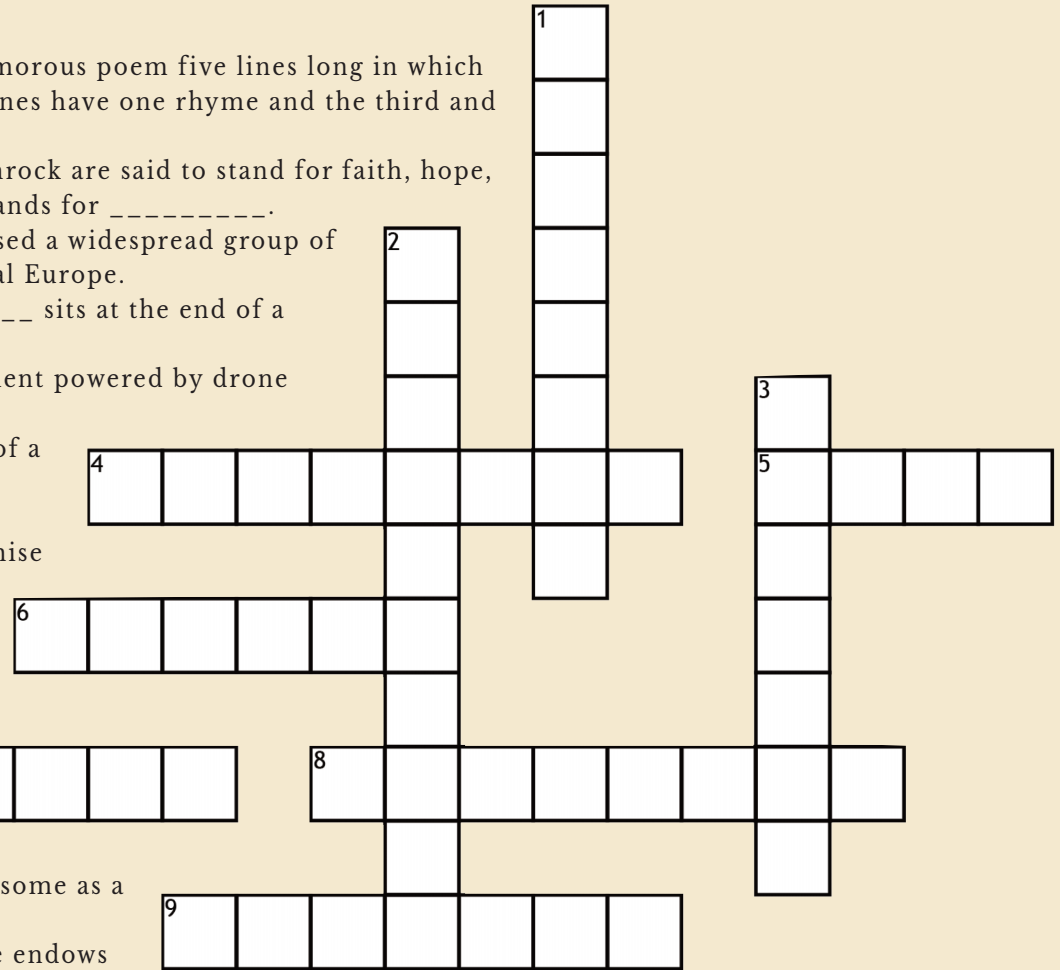 1
morous poem five lines long in which
nes have one rhyme and the third and
rock are said to stand for faith, hope,
ands for _________.
2
sed a widespread group of
al Europe.
__ sits at the end of a
ent powered by drone
3
of a
4
5
nise
6
8
some as a
9
e endows